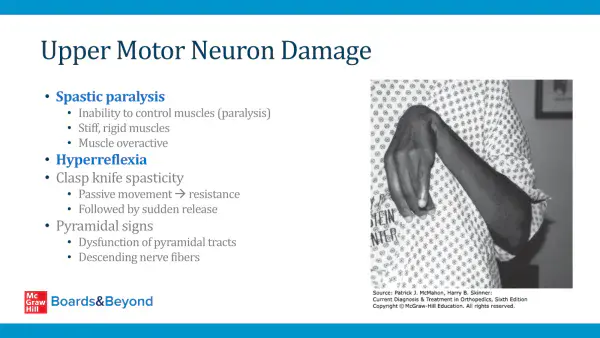 Upper Motor Neuron Damage
• Spastic paralysis
• Inability to control muscles (paralysis)
• Stiff, rigid muscles
• Muscle overactive
• Hyperreflexia
• Clasp knife spasticity
• Passive movement → resistance
• Followed by sudden release
• Pyramidal signs
• Dysfunction of pyramidal tracts
• Descending nerve fibers
EIN
NTER
Source: Patrick J. McMahon, Harry B. Skinner:
Current Diagnosis & Treatment in Orthopedics, Sixth Edition
Copyright © McGraw-Hill Education. All rights reserved.
Mc
Graw
Hill
Boards&Beyond